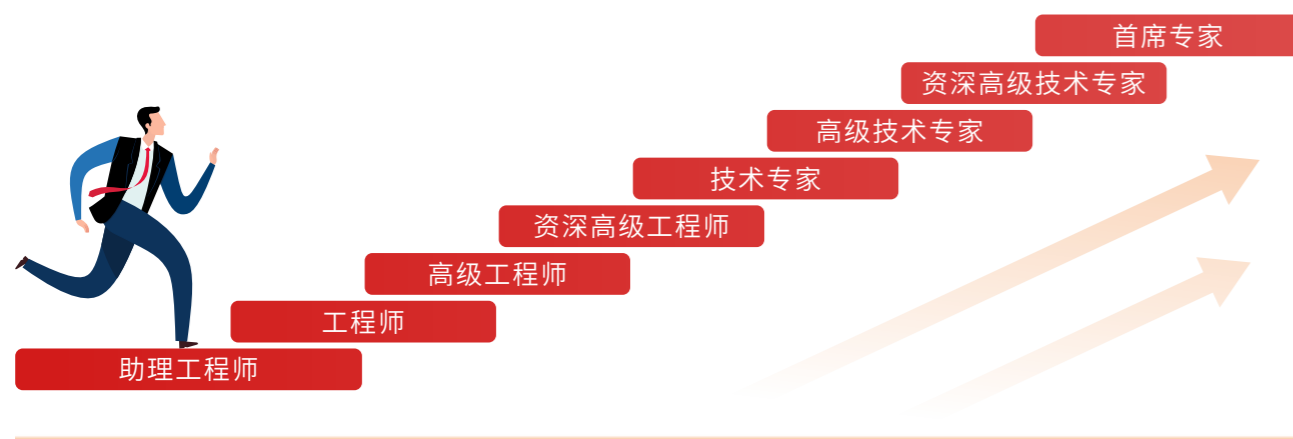 首席专家
资深高级技术专家
高级技术专家
技术专家
资深高级工程师
高级工程师
工程师
助理工程师